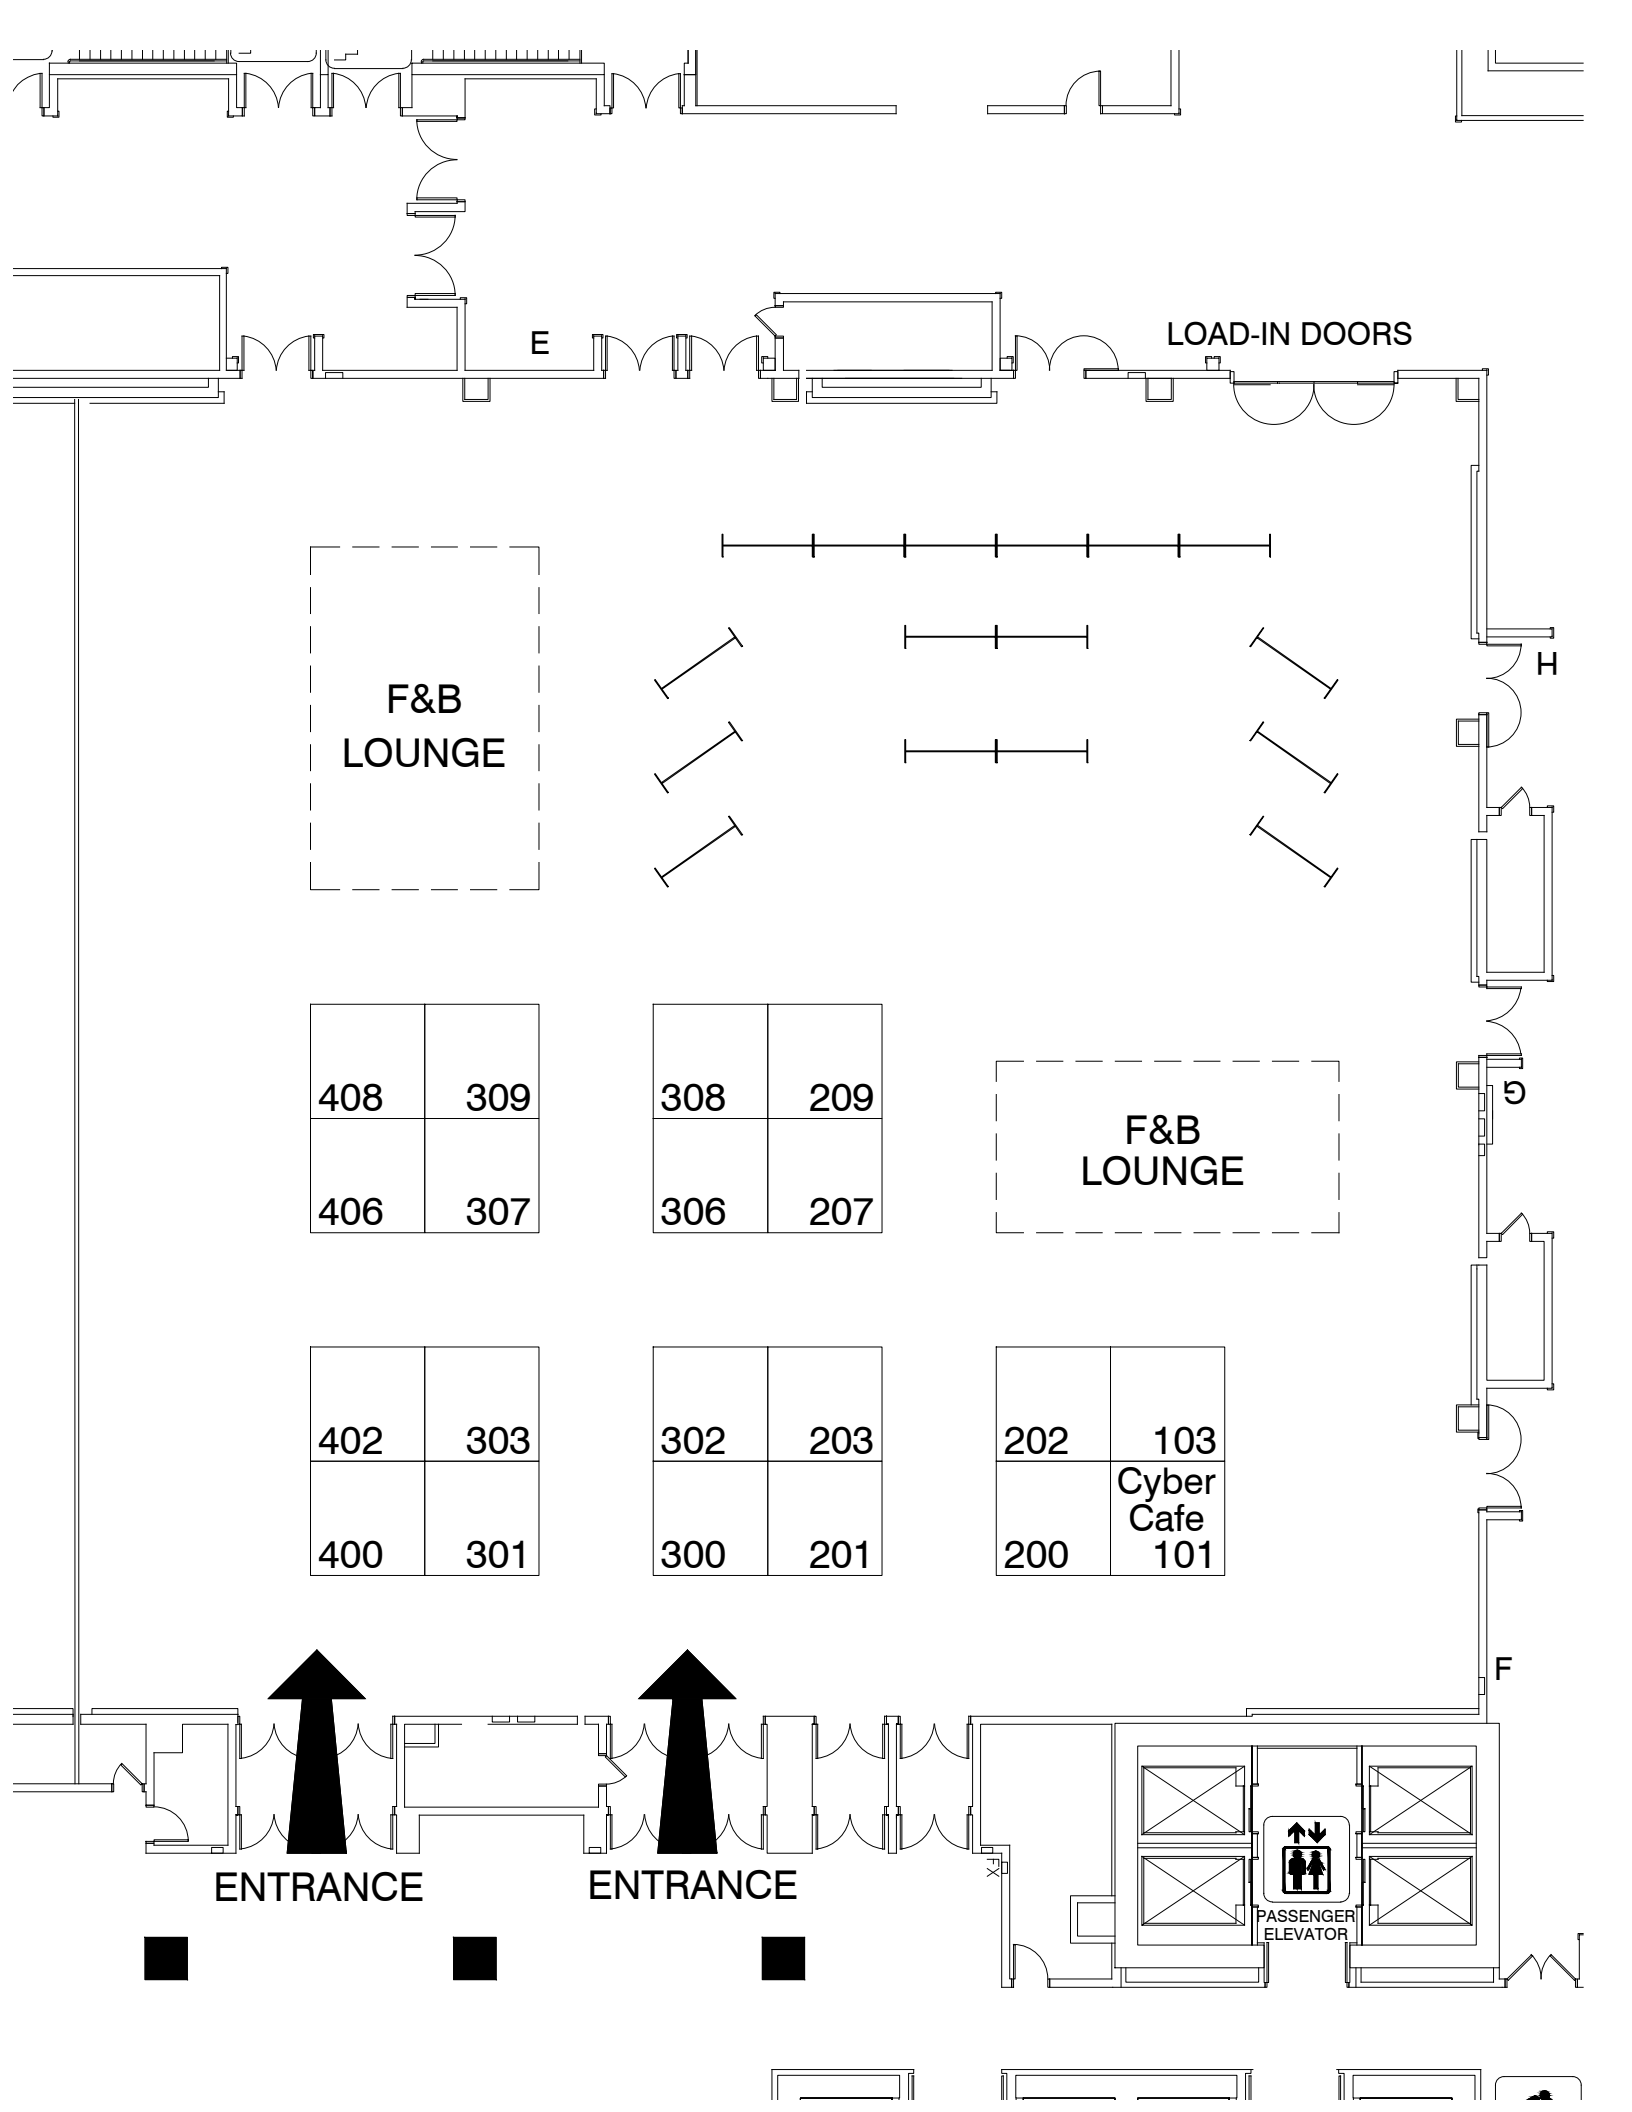 E
LOAD-IN DOORS
H
F&B
LOUNGE
408
309
308
209
G
F&B
LOUNGE
406
307
306
207
402
303
302
203
202
103
Cyber
Cafe
400
301
300
201
200
101
F
ENTRANCE
ENTRANCE
FX
PASSENGER
ELEVATOR